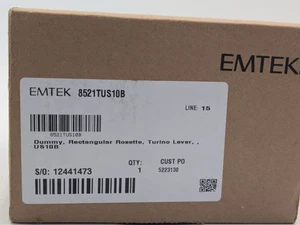 EMTEK 8521TUS10B
EMTEK
LINE: 15
8521TUS10B
Dummy, Rectangular Rosette, Turino Lever, ,
US10B
QTY: CUST PO
S/O: 12441473 1 5223130